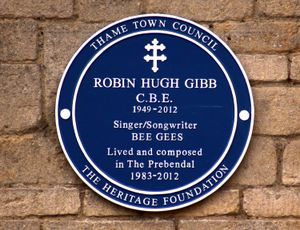 THAME TOWN COUNCIL
ROBIN HUGH GIBB
C.B.E.
1949-2012
Singer/Songwriter
BEE GEES
Lived and composed
in The Prebendal
1983-2012
THE HERITAGE FOUNDATION